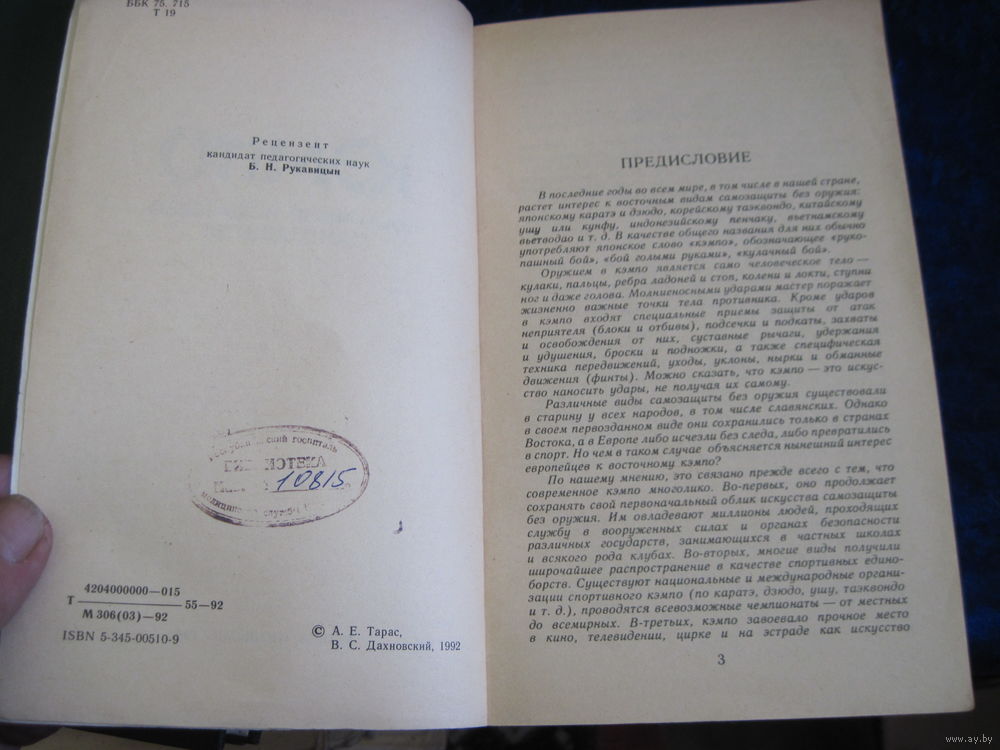 ББК 75. 715
Т 19
Рецензент
кандидат педагогических наук
Б. Н. Рукавицын
госпиталь
10815
4204000000—015
Т 55—92
М 306(03)—92
ISBN 5-345-00510-9
© А. Е. Тарас,
В. С. Дахновский, 1992
ПРЕДИСЛОВИЕ
В последние годы во всем мире, в том числе в нашей стране,
растет интерес к восточным видам самозащиты без оружия:
японскому каратэ и дзюдо, корейскому таэквондо, китайскому
ушу или кунфу, индонезийскому пенчаку, вьетнамскому
вьетводао и т. д. В качестве общего названия для них обычно
употребляют японское слово «кэмпо», обозначающее «руко-
пашный бой», «бой голыми руками», «кулачный бой».
Оружием в кэмпо является само человеческое тело —
кулаки, пальцы, ребра ладоней и стоп, колени и локти, ступни
ног и даже голова. Молниеносными ударами мастер поражает
жизненно важные точки тела противника. Кроме ударов
в кэмпо входят специальные приемы защиты от атак
неприятеля (блоки и отбивы), подсечки и подкаты, захваты
и освобождения от них, суставные рычаги, удержания
и удушения, броски и подножки, а также специфическая
техника передвижений, уходы, уклоны, нырки и обманные
движения (финты). Можно сказать, что кэмпо — это искус-
ство наносить удары, не получая их самому.
Различные виды самозащиты без оружия существовали
в старину у всех народов, в том числе славянских. Однако
в своем первозданном виде они сохранились только в странах
Востока, а в Европе либо исчезли без следа, либо превратились
в спорт. Но чем в таком случае объясняется нынешний интерес
европейцев к восточному кэмпо?
По нашему мнению, это связано прежде всего с тем, что
современное кэмпо многолико. Во-первых, оно продолжает
сохранять свой первоначальный облик искусства самозащиты
без оружия. Им овладевают миллионы людей, проходящих
службу в вооруженных силах и органах безопасности
различных государств, занимающихся в частных школах
и всякого рода клубах. Во-вторых, многие виды получили
широчайшее распространение в качестве спортивных едино-
борств. Существуют национальные и международные органи-
зации спортивного кэмпо (по каратэ, дзюдо, ушу, таэквондо
и т. д.), проводятся всевозможные чемпионаты — от местных
до всемирных. В-третьих, кэмпо завоевало прочное место
в кино, телевидении, цирке и на эстраде как искусство
3
www.ay.by